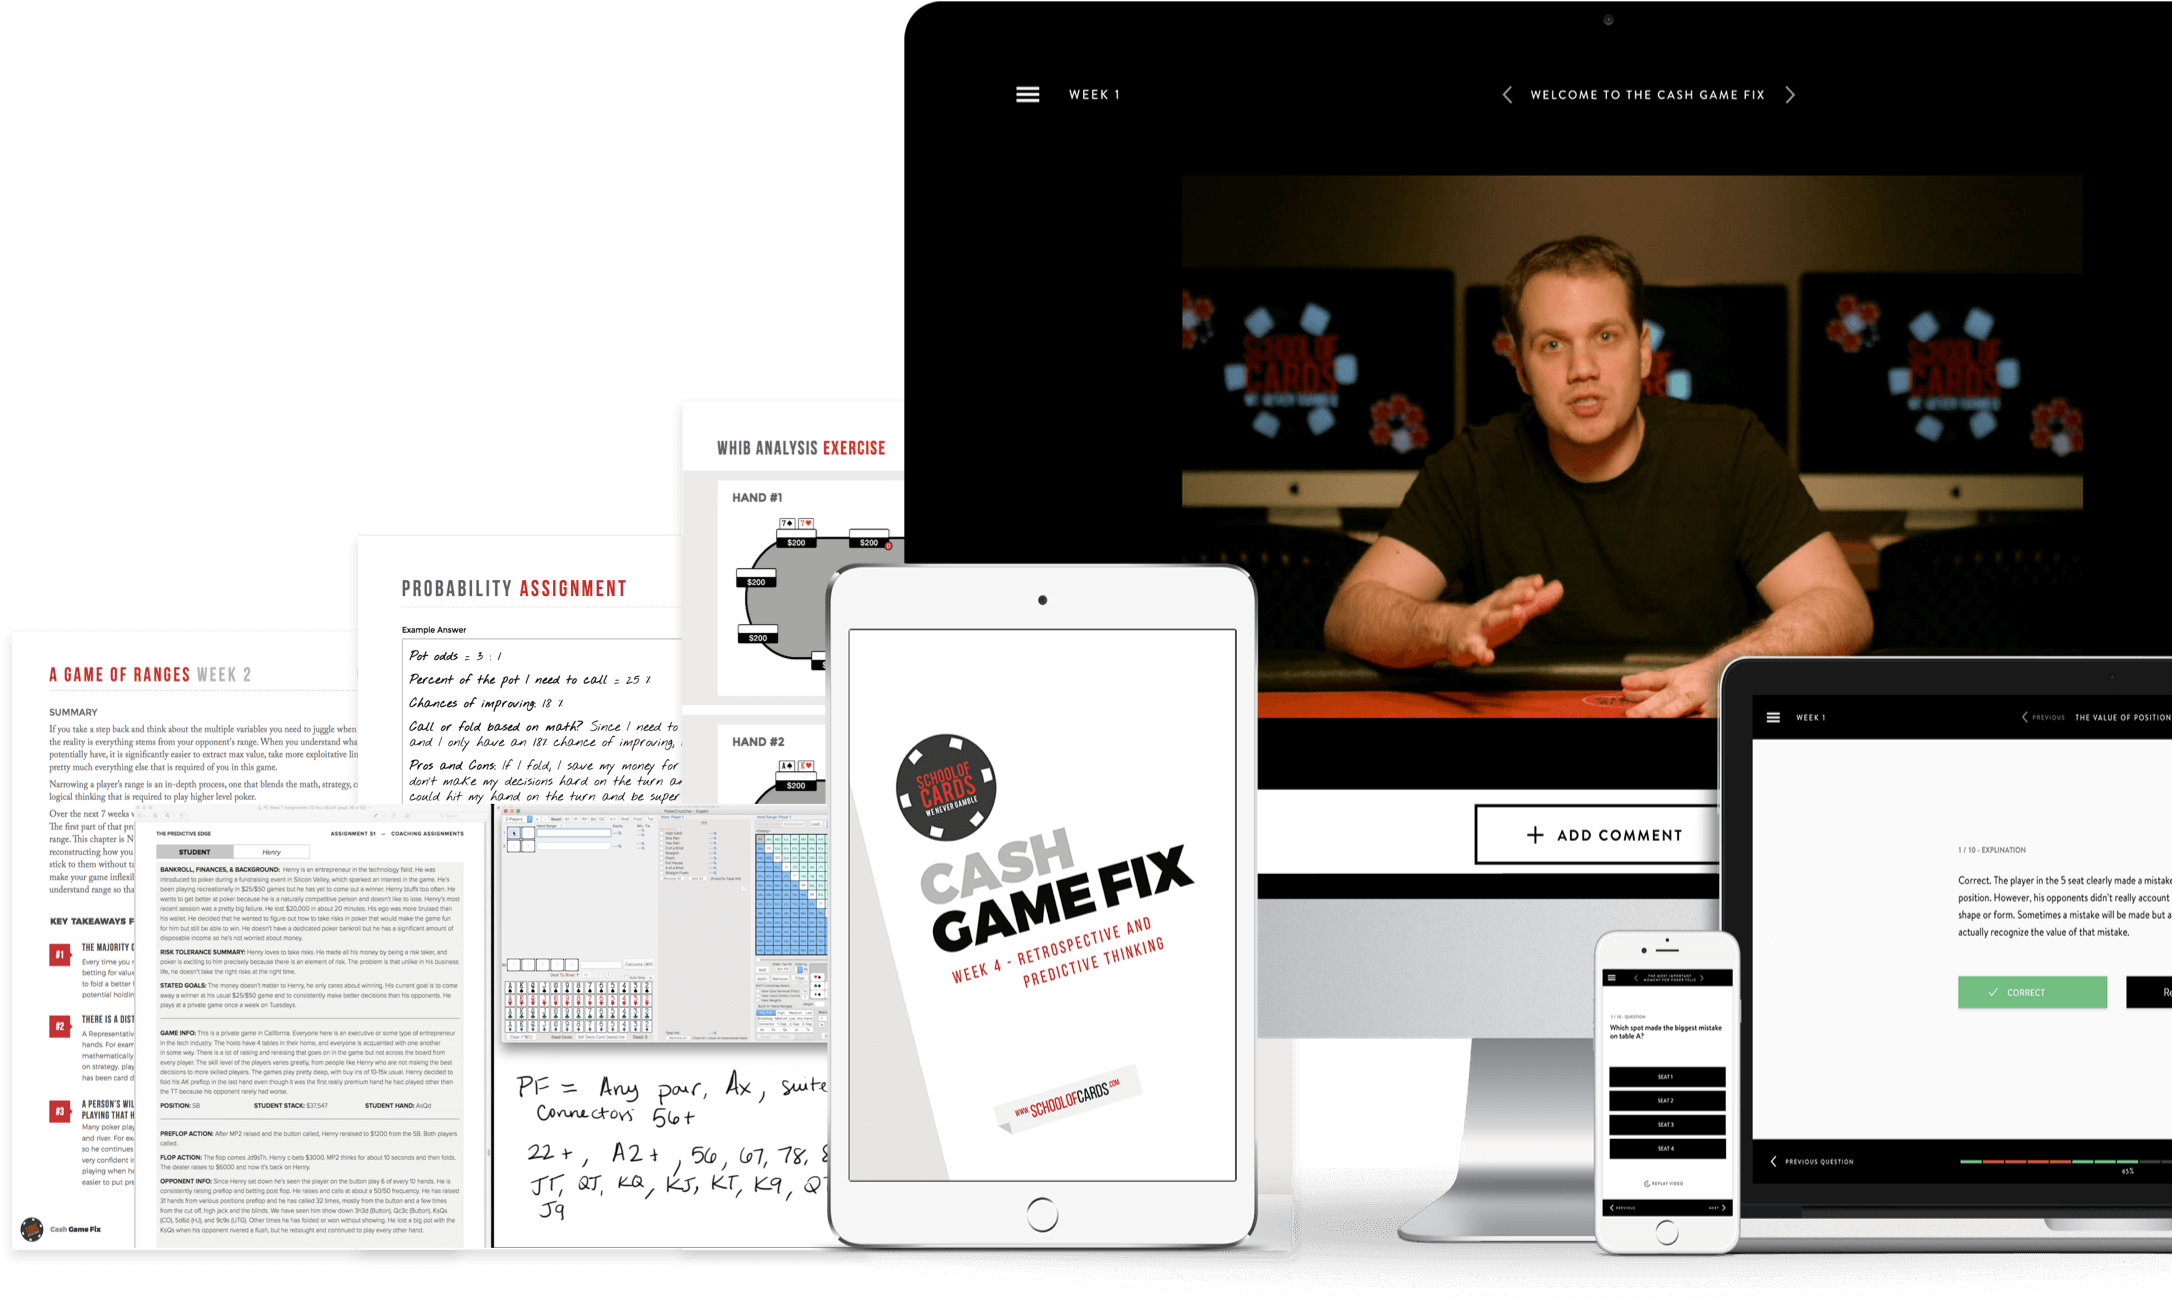 WEEK 1
WELCOME TO THE CASH GAME FIX
SCHOOL OF
CARDS
WE NEVER GAMBLE
SCHOOL OF
CARDS
WE NEVER GAMBLE
ADD COMMENT
WHIB ANALYSIS EXERCISE
HAND #1
7♠ 7♥
$200
$200
$200
$200
HAND #2
A♠ K♥
$200
PROBABILITY ASSIGNMENT
Example Answer
Pot odds = 3 : 1
Percent of the pot I need to call = 25 %
Chances of improving: 18 %
Call or fold based on math? Since I need to
and I only have an 18% chance of improving,
Pros and Cons: If I fold, I save my money for
don't make my decisions hard on the turn
could hit my hand on the turn and be super
A GAME OF RANGES WEEK 2
SUMMARY
If you take a step back and think about the multiple variables you need to juggle when
the reality is everything stems from your opponent's range. When you understand
potentially have, it is significantly easier to extract max value, take more exploitative
pretty much everything else that is required of you in this game.
Narrowing a player's range is an in-depth process, one that blends the math, strategy,
logical thinking that is required to play higher level poker.
Over the next 7 weeks
The first part of that
range. This chapter is
reconstructing how you
stick to them without
make your game
understand range so
KEY TAKEAWAYS
#1
THE MAJORITY
Every time you
betting for value
to fold a better
potential
#2
THERE IS A
A Representative
hands. For
mathematically
on strategy,
has been card
#3
A PERSON'S
PLAYING THAT
Many poker
and river. For
so he continues
very confident
playing when
easier to put
Cash Game Fix
THE PREDICTIVE EDGE
ASSIGNMENT 51 — COACHING ASSIGNMENTS
STUDENT
Henry
BANKROLL, FINANCES, & BACKGROUND: Henry is an entrepreneur in the technology field. He was
introduced to poker during a fundraising event in Silicon Valley, which sparked an interest in the game. He's
been playing recreationally in $25/$50 games but he has yet to come out a winner. Henry bluffs too often. He
wants to get better at poker because he is a naturally competitive person and doesn't like to lose. Henry's most
recent session was a pretty big failure. He lost $20,000 in about 20 minutes. His ego was more bruised than
his wallet. He decided that he wanted to figure out how to take risks in poker that would make the game fun
for him but still be able to win. He doesn't have a dedicated poker bankroll but he has a significant amount of
disposable income so he's not worried about money.
RISK TOLERANCE SUMMARY: Henry loves to take risks. He made all his money by being a risk taker, and
poker is exciting to him precisely because there is an element of risk. The problem is that unlike in his business
life, he doesn't take the right risks at the right time.
STATED GOALS: The money doesn't matter to Henry, he only cares about winning. His current goal is to come
away a winner at his usual $25/$50 game and to consistently make better decisions than his opponents. He
plays at a private game once a week on Tuesdays.
GAME INFO: This is a private game in California. Everyone here is an executive or some type of entrepreneur
in the tech industry. The hosts have 4 tables in their home, and everyone is acquainted with one another
in some way. There is a lot of raising and reraising that goes on in the game but not across the board from
every player. The skill level of the players varies greatly, from people like Henry who are not making the best
decisions to more skilled players. The games play pretty deep, with buy ins of 10-15k usual. Henry decided to
fold his AK preflop in the last hand even though it was the first really premium hand he had played other than
the TT because his opponent rarely had worse.
POSITION: SB
STUDENT STACK: $37,547
STUDENT HAND: AsQd
PREFLOP ACTION: After MP2 raised and the button called, Henry reraised to $1200 from the SB. Both players
called.
FLOP ACTION: The flop comes Jd9sTh. Henry c-bets $3000. MP2 thinks for about 10 seconds and then folds.
The dealer raises to $6000 and now it's back on Henry.
OPPONENT INFO: Since Henry sat down he's seen the player on the button play 6 of every 10 hands. He is
consistently raising preflop and betting post flop. He raises and calls at about a 50/50 frequency. He has raised
31 hands from various positions preflop and he has called 32 times, mostly from the button and a few times
from the cut off, high jack and the blinds. We have seen him show down 3h3d (Button), Qc3c (Button), KsQs
(CO), 5d6d (HJ), and 9c9s (UTG). Other times he has folded or won without showing. He lost a big pot with the
KsQs when his opponent rivered a flush, but he rebought and continued to play every other hand.
PokerCruncher - Expert
PF = Any pair, Ax, suite
Connectors 56+
22+, A2+, 56, 67, 78,
JT, QJ, KQ, KJ, KT, K9,
J9
SCHOOL OF
CARDS
WE NEVER GAMBLE
CASH
GAME FIX
WEEK 4 - RETROSPECTIVE AND
PREDICTIVE THINKING
WWW.SCHOOLOFCARDS.COM
THE MOST IMPORTANT
MOMENT FOR POKER TELLS
1 / 10 - QUESTION
Which spot made the biggest mistake
on table A?
SEAT 1
SEAT 2
SEAT 3
SEAT 4
REPLAY VIDEO
PREVIOUS
NEXT
WEEK 1
PREVIOUS
THE VALUE OF POSITION
1 / 10 - EXPLINATION
Correct. The player in the 5 seat clearly made a mistake
position. However, his opponents didn't really account
shape or form. Sometimes a mistake will be made but a
actually recognize the value of that mistake.
CORRECT
PREVIOUS QUESTION
65%